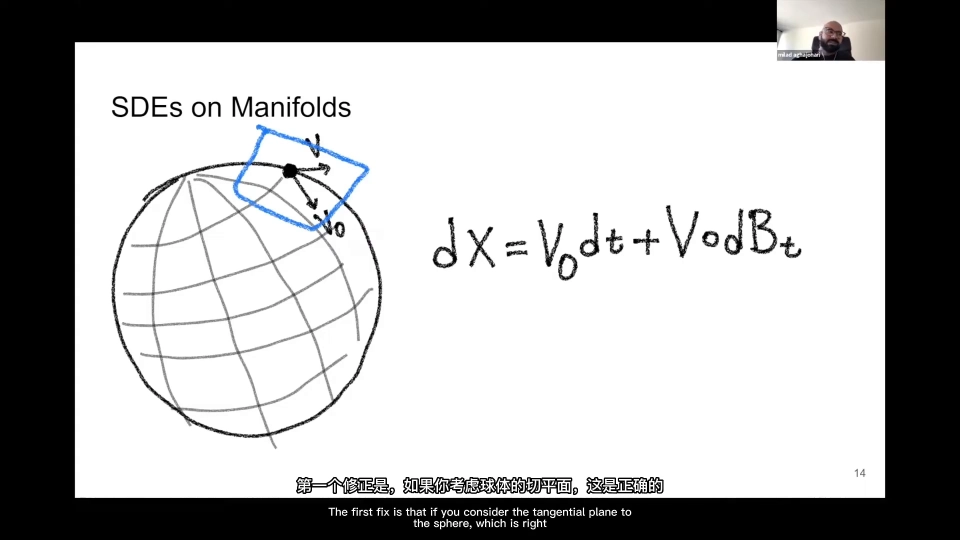 milad aghajohari
SDEs on Manifolds
V
V₀
dX = V₀dt + V∘dBₜ
14
第一个修正是，如果你考虑球体的切平面，这是正确的
The first fix is that if you consider the tangential plane to
the sphere, which is right